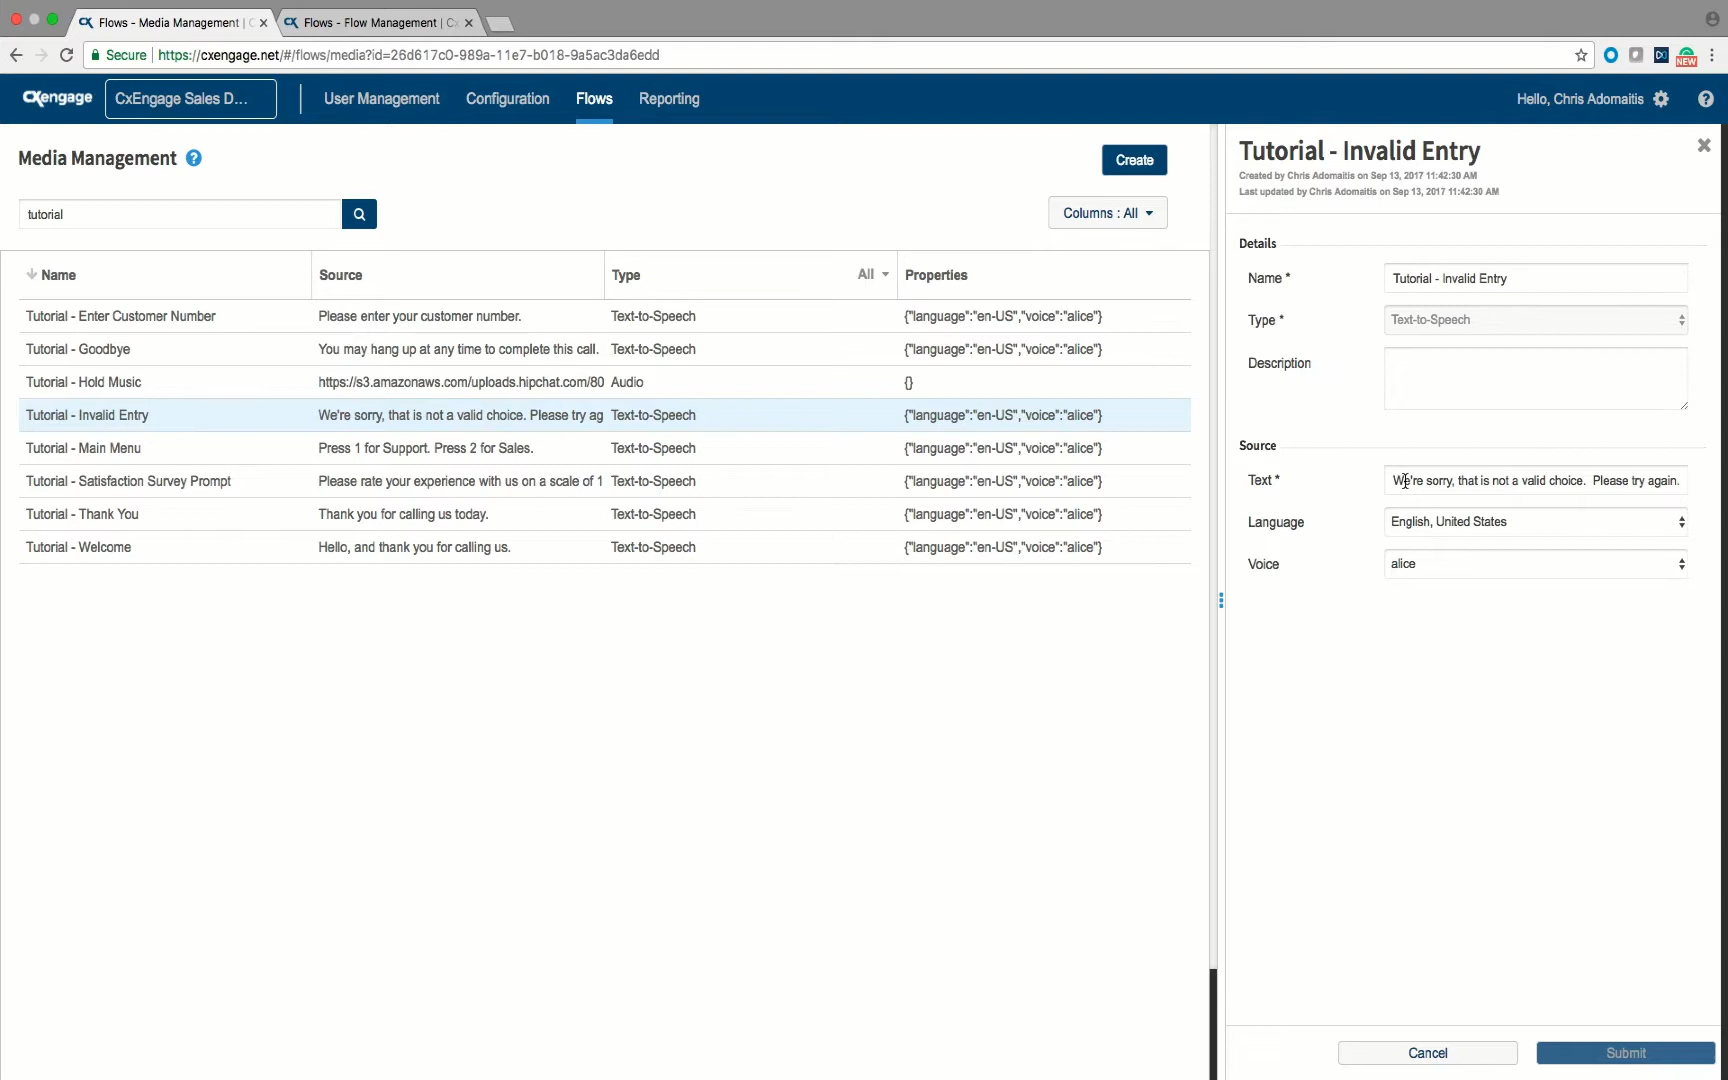 Flows - Media Management | C
Flows - Flow Management | Cx
Secure
https://cxengage.net/#/flows/media?id=26d617c0-989a-11e7-b018-9a5ac3da6edd
NEW
CXengage
CxEngage Sales D...
User Management
Configuration
Flows
Reporting
Hello, Chris Adomaitis
Media Management
Create
tutorial
Columns : All
Name Source Type All Properties
Tutorial - Enter Customer Number Please enter your customer number. Text-to-Speech {"language":"en-US","voice":"alice"}
Tutorial - Goodbye You may hang up at any time to complete this call. Text-to-Speech {"language":"en-US","voice":"alice"}
Tutorial - Hold Music https://s3.amazonaws.com/uploads.hipchat.com/80 Audio {}
Tutorial - Invalid Entry We're sorry, that is not a valid choice. Please try ag Text-to-Speech {"language":"en-US","voice":"alice"}
Tutorial - Main Menu Press 1 for Support. Press 2 for Sales. Text-to-Speech {"language":"en-US","voice":"alice"}
Tutorial - Satisfaction Survey Prompt Please rate your experience with us on a scale of 1 Text-to-Speech {"language":"en-US","voice":"alice"}
Tutorial - Thank You Thank you for calling us today. Text-to-Speech {"language":"en-US","voice":"alice"}
Tutorial - Welcome Hello, and thank you for calling us. Text-to-Speech {"language":"en-US","voice":"alice"}
Tutorial - Invalid Entry
Created by Chris Adomaitis on Sep 13, 2017 11:42:30 AM
Last updated by Chris Adomaitis on Sep 13, 2017 11:42:30 AM
Details
Name * Tutorial - Invalid Entry
Type * Text-to-Speech
Description
Source
Text * We're sorry, that is not a valid choice. Please try again.
Language English, United States
Voice alice
Cancel
Submit